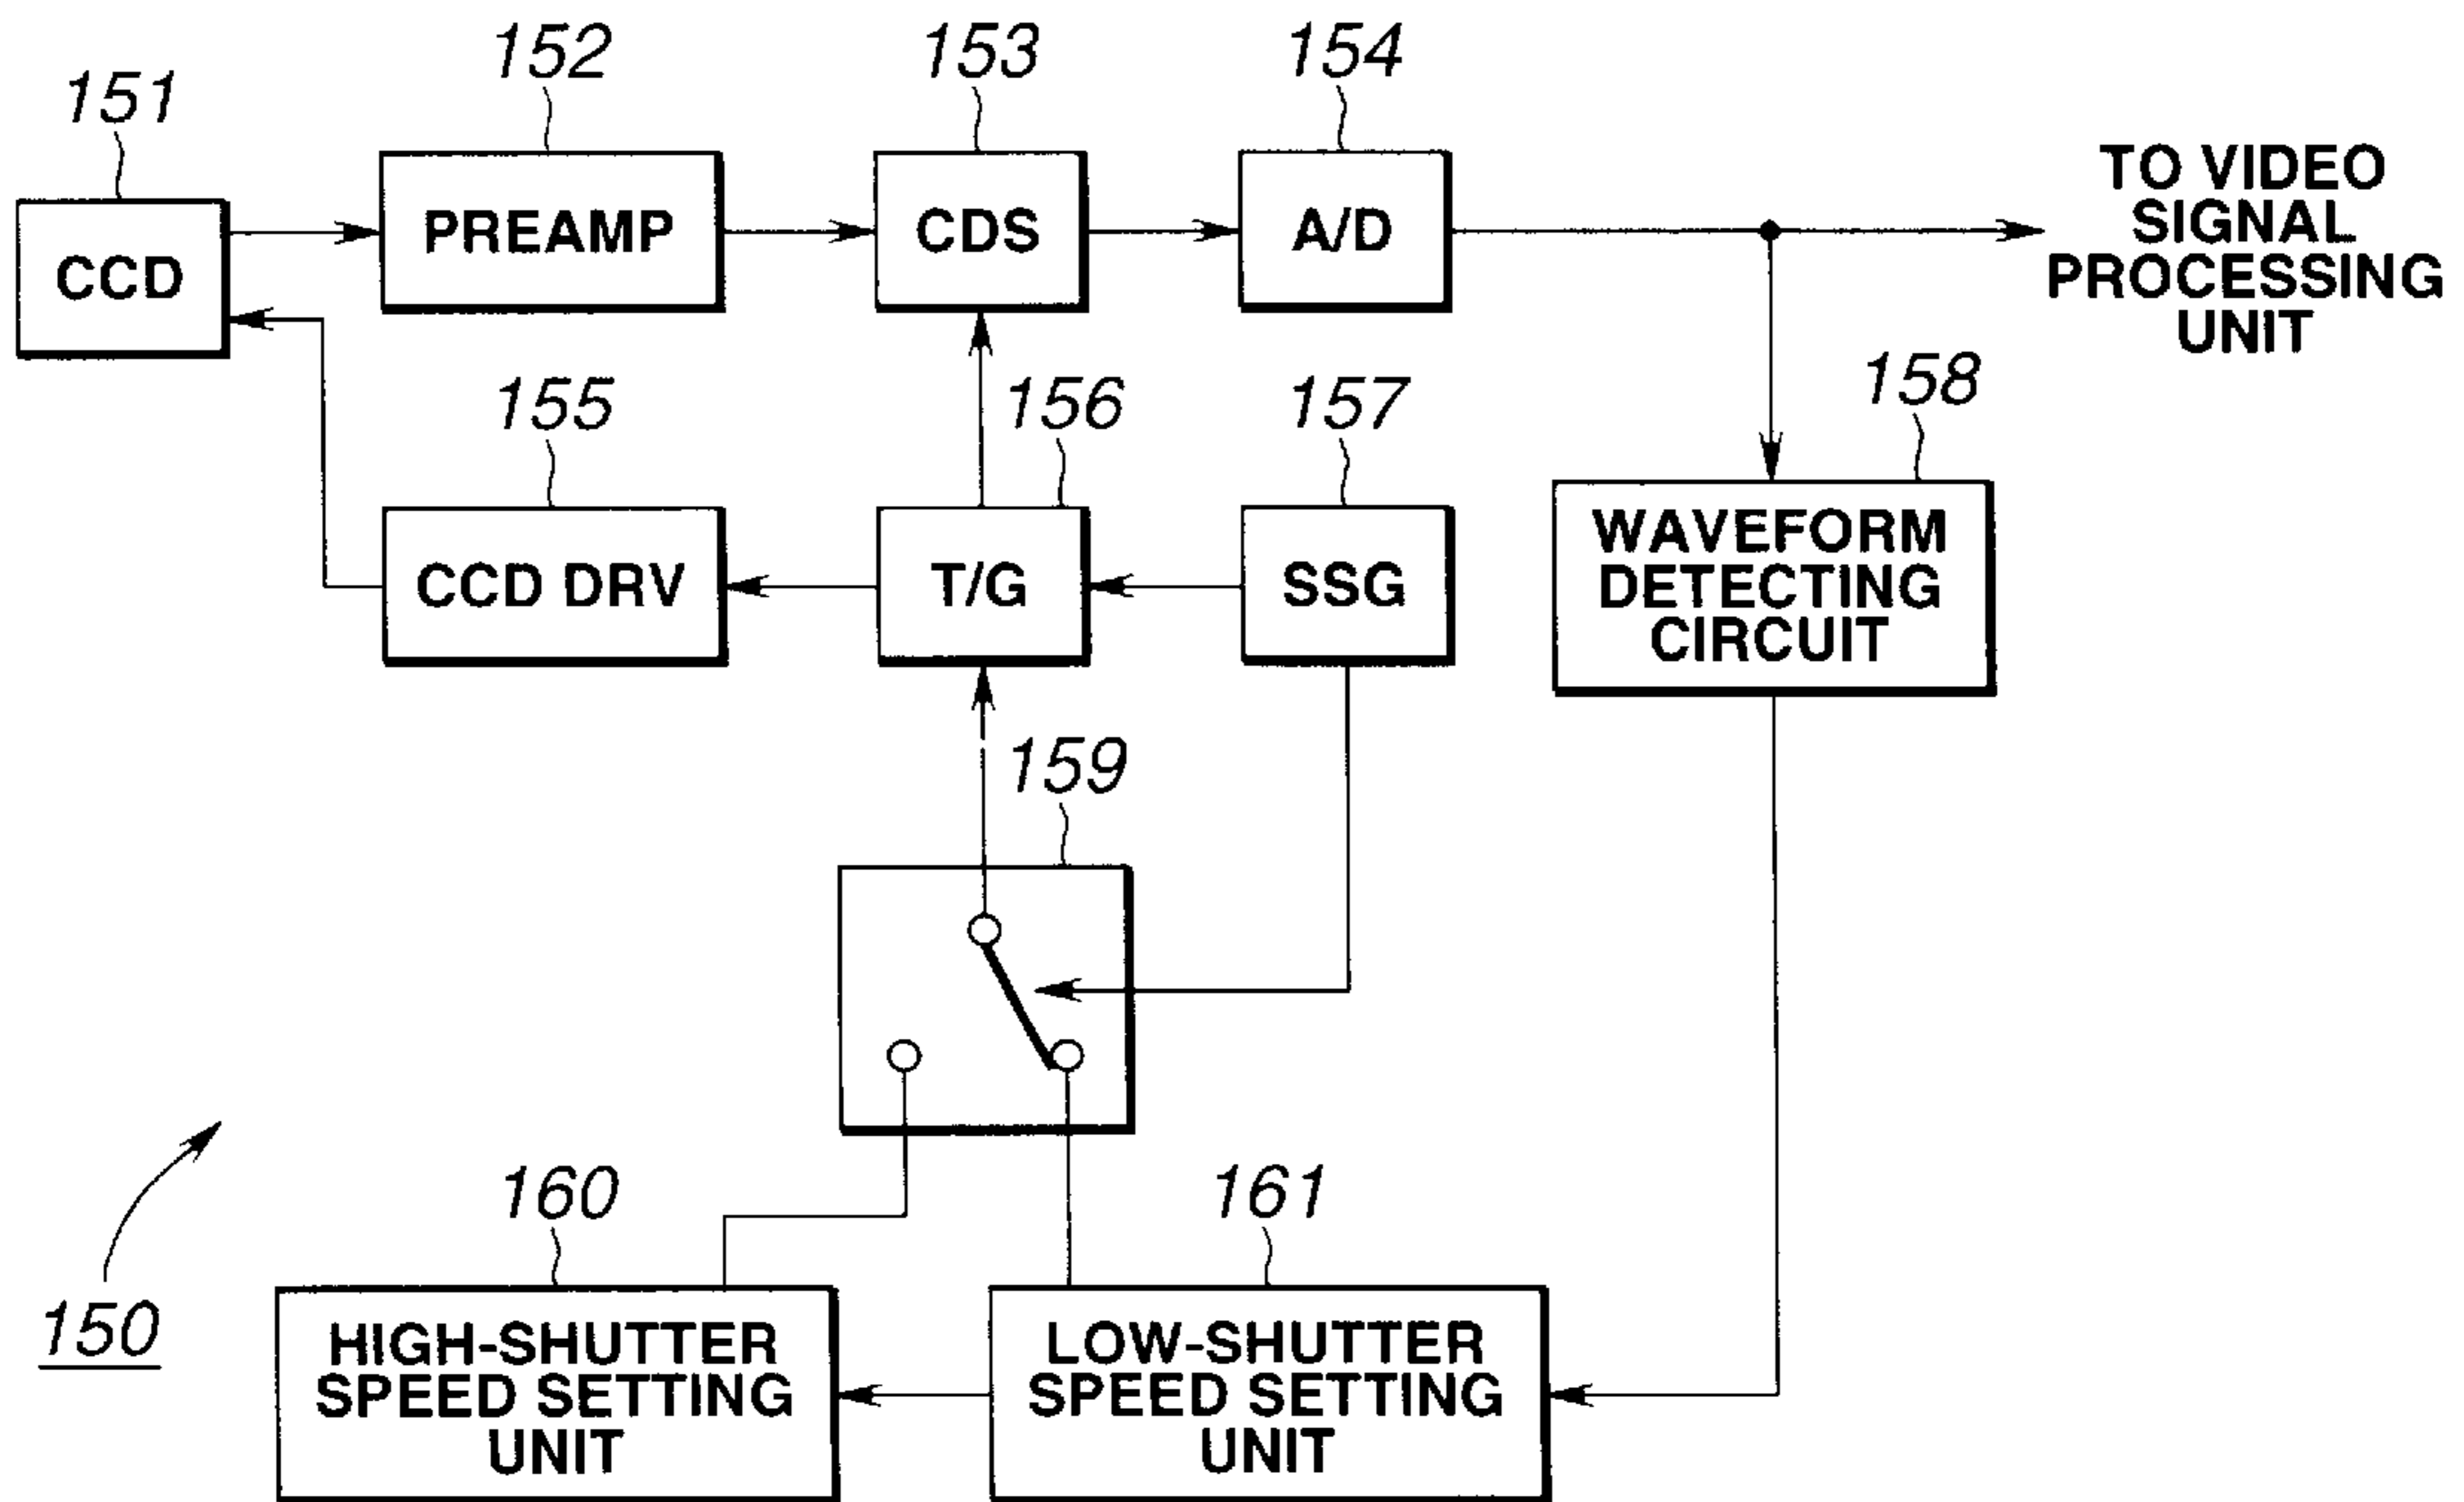 152
153
154
151
PREAMP
CDS
A/D
CCD
TO VIDEO
SIGNAL
PROCESSING
UNIT
155
156
157
158
CCD DRV
T/G
SSG
WAVEFORM
DETECTING
CIRCUIT
159
160
161
150
HIGH-SHUTTER
SPEED SETTING
UNIT
LOW-SHUTTER
SPEED SETTING
UNIT